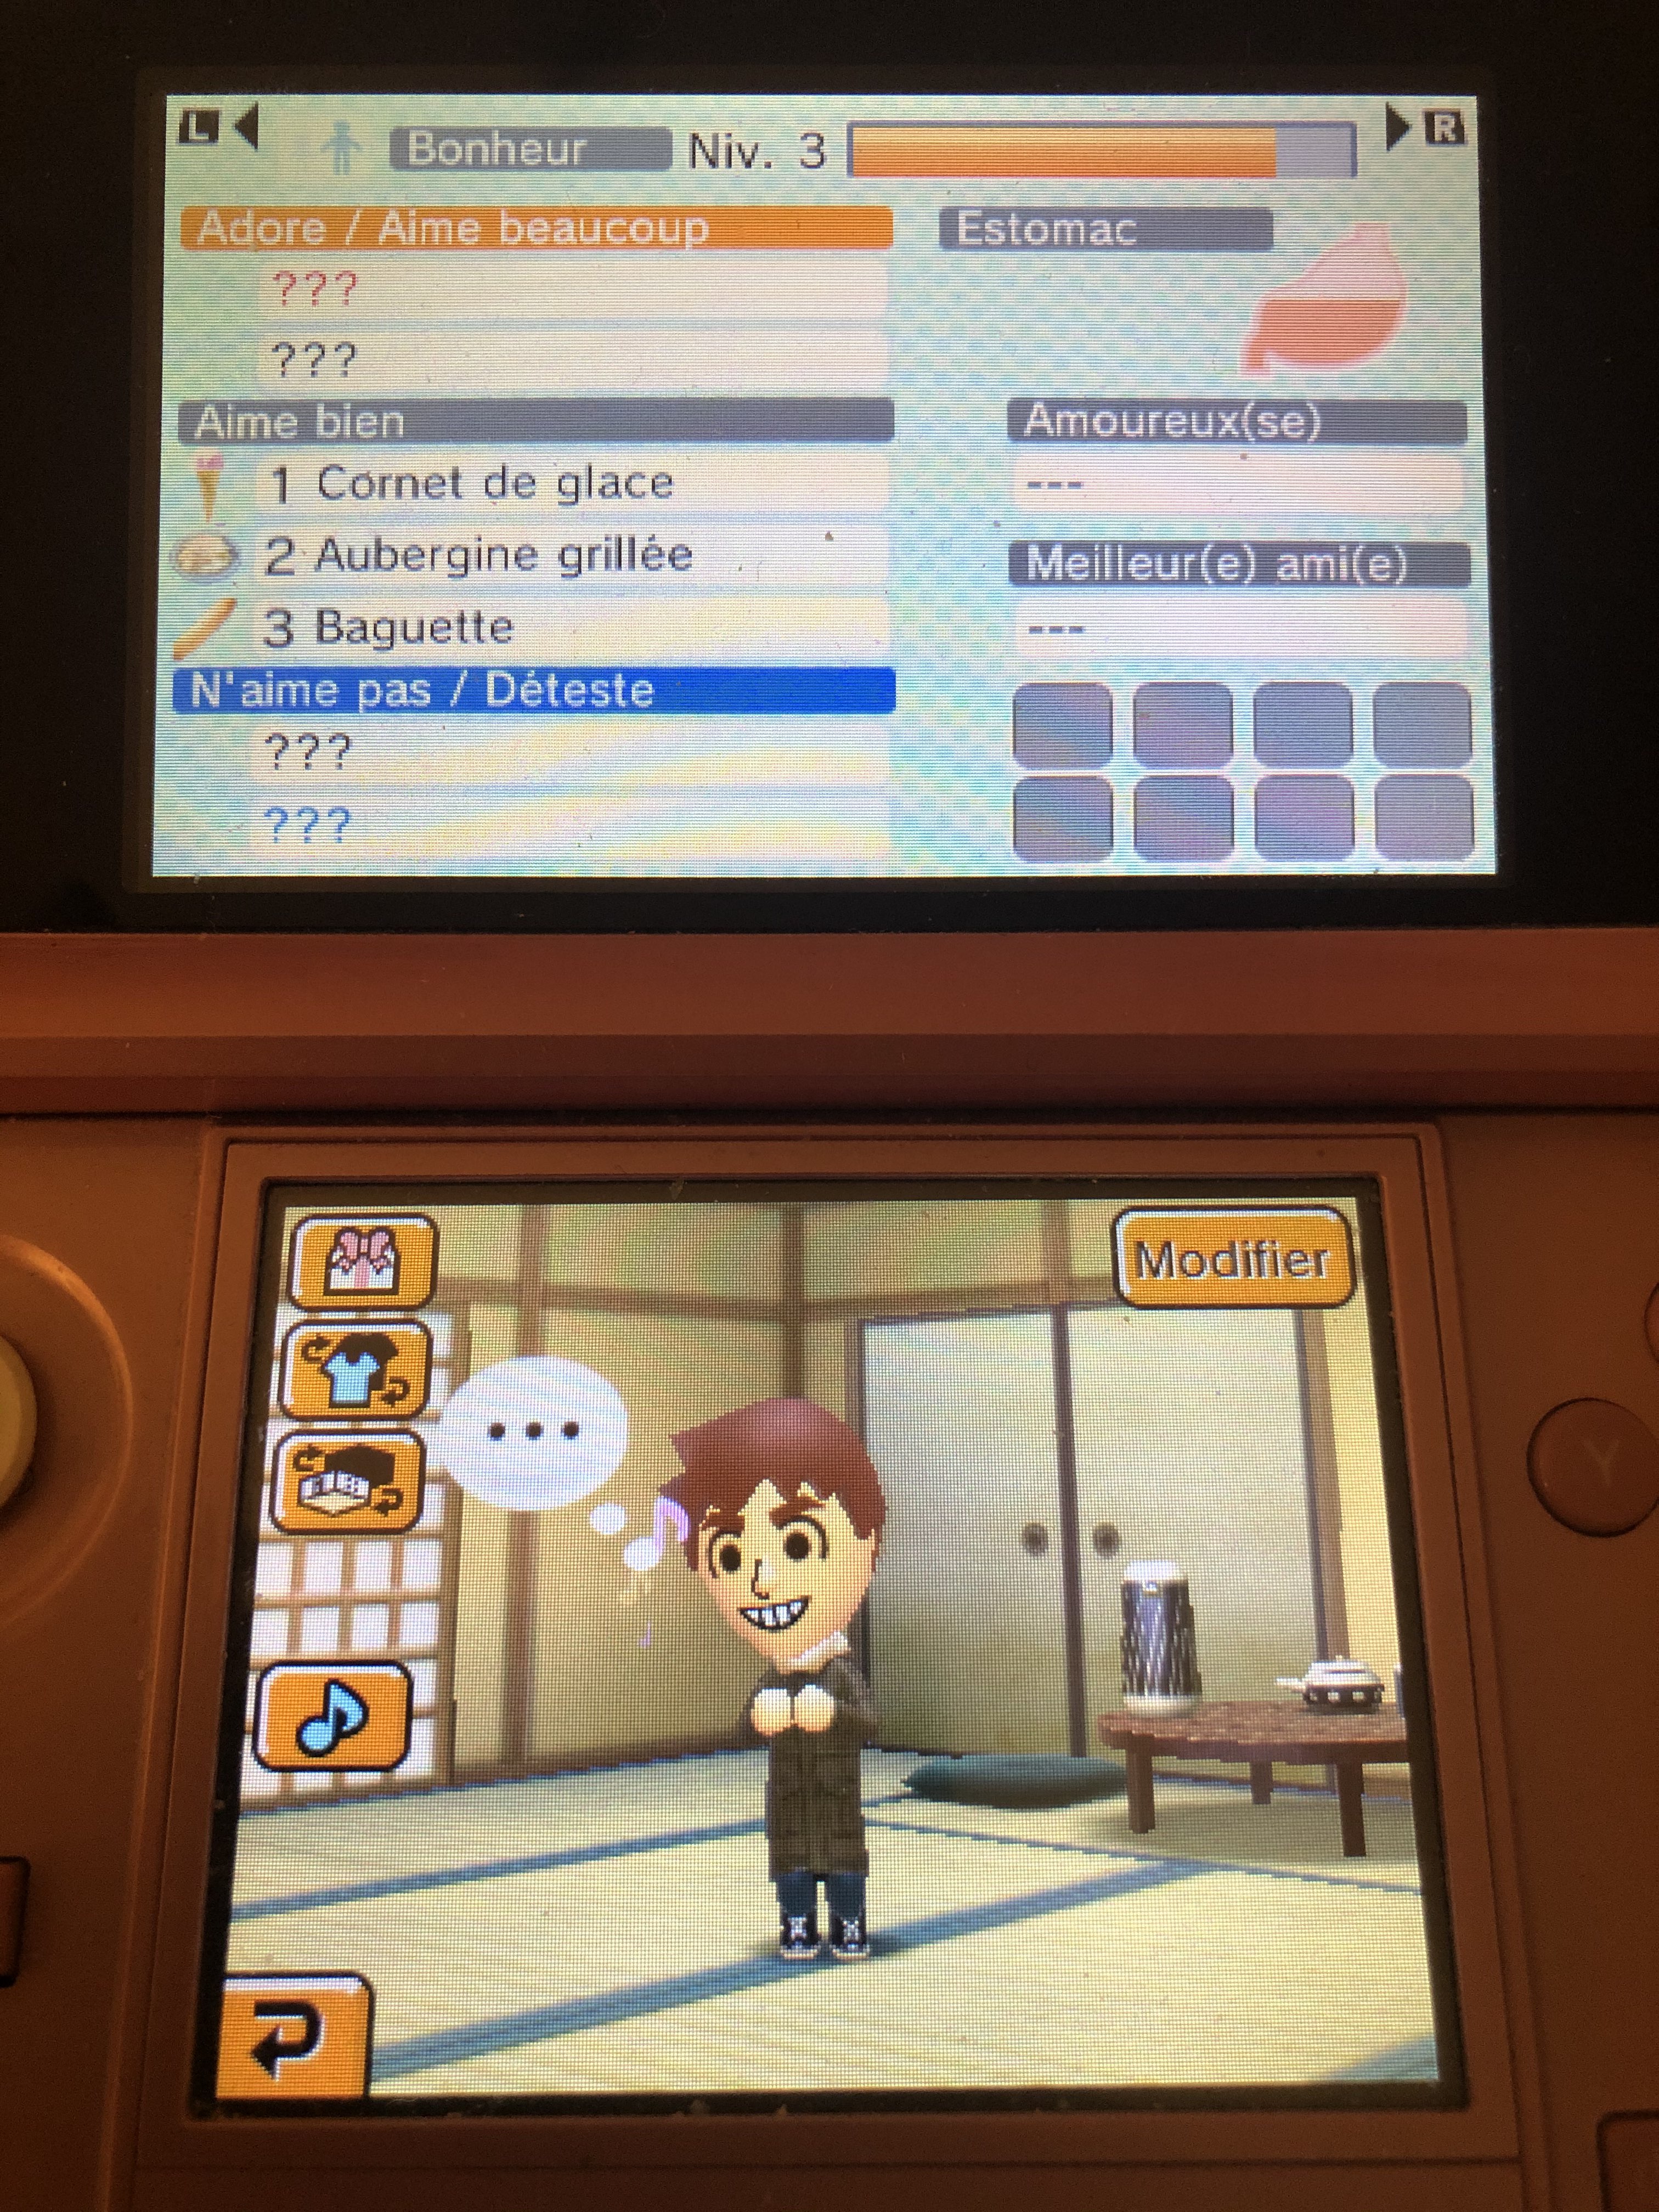 L R
Bonheur Niv. 3
Adore / Aime beaucoup
???
???
Aime bien
1 Cornet de glace
2 Aubergine grillée
3 Baguette
N'aime pas / Déteste
???
???
Estomac
Amoureux(se)
---
Meilleur(e) ami(e)
---
Modifier
...
Y